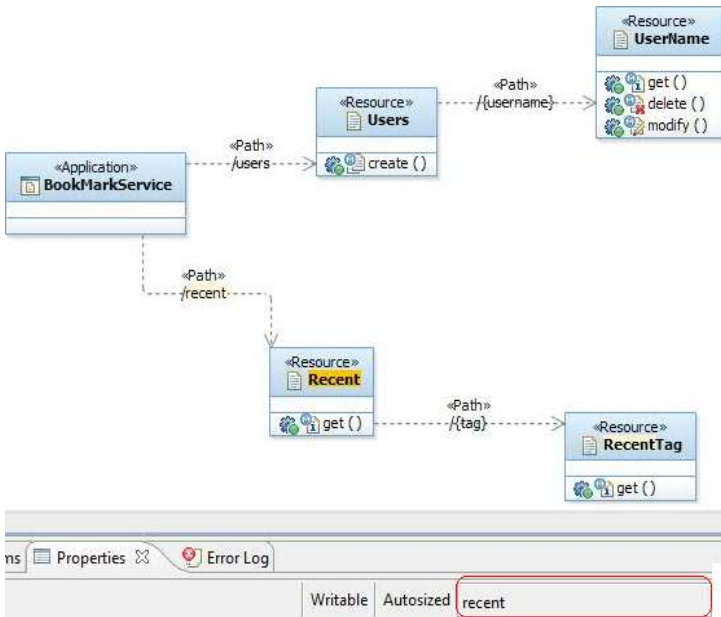 «Resource»
UserName
get ( )
delete ( )
modify ( )
«Path»
/{username}
«Resource»
Users
create ( )
«Path»
/users
«Application»
BookMarkService
«Path»
/recent
«Resource»
Recent
get ( )
«Path»
/{tag}
«Resource»
RecentTag
get ( )
Properties
Error Log
Writable
Autosized
recent